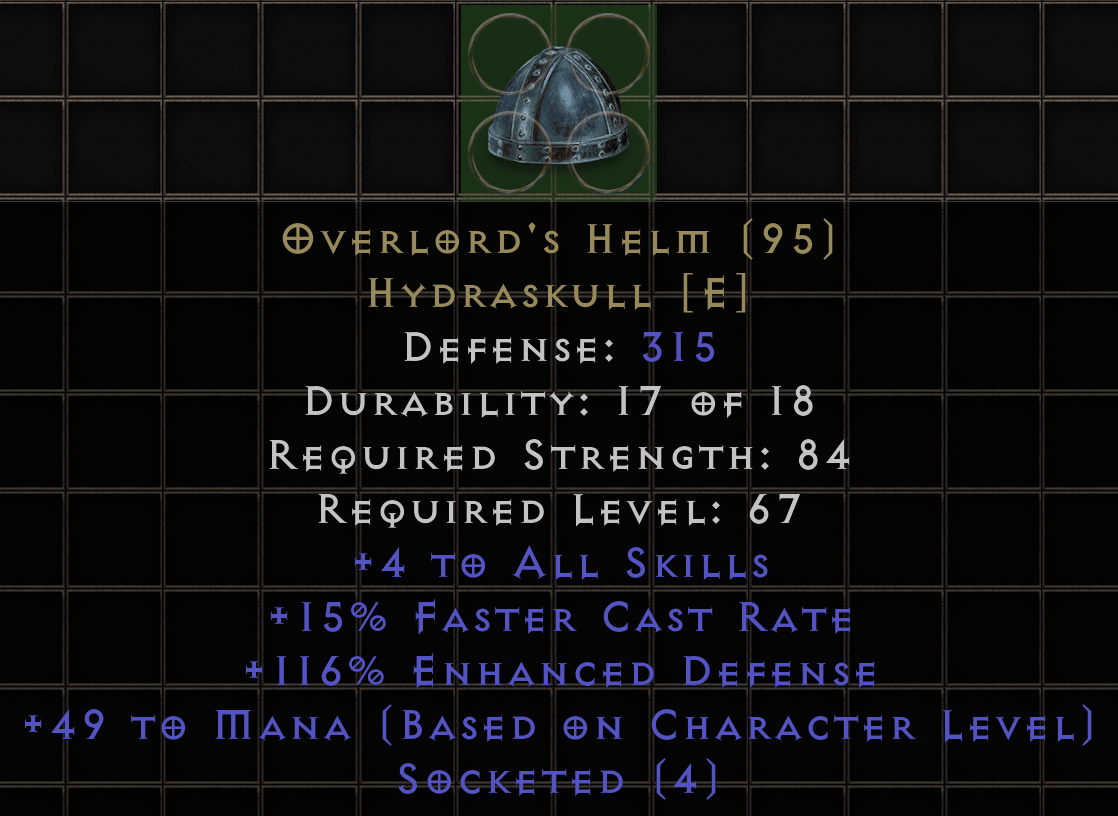 Overlord's Helm (95)
Hydraskull [E]
Defense: 315
Durability: 17 of 18
Required Strength: 84
Required Level: 67
+4 to All Skills
+15% Faster Cast Rate
+116% Enhanced Defense
+49 to Mana (Based on Character Level)
Socketed (4)